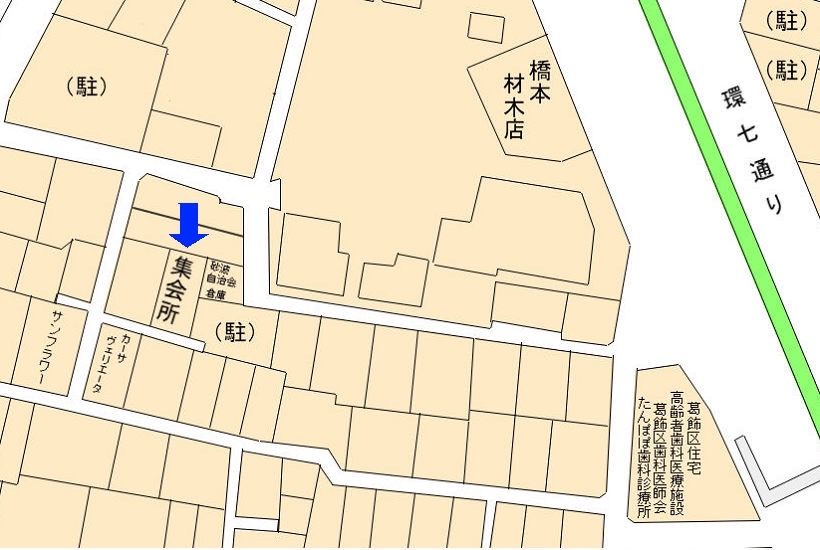 （駐）
橋本
材木店
環七通り
（駐）
（駐）
集会所
砂波
自治会
倉庫
（駐）
サンフラワー
カーサ
ヴェリエータ
葛飾区住宅
高齢者歯科医療施設
葛飾区歯科医師会
たんぽぽ歯科診療所